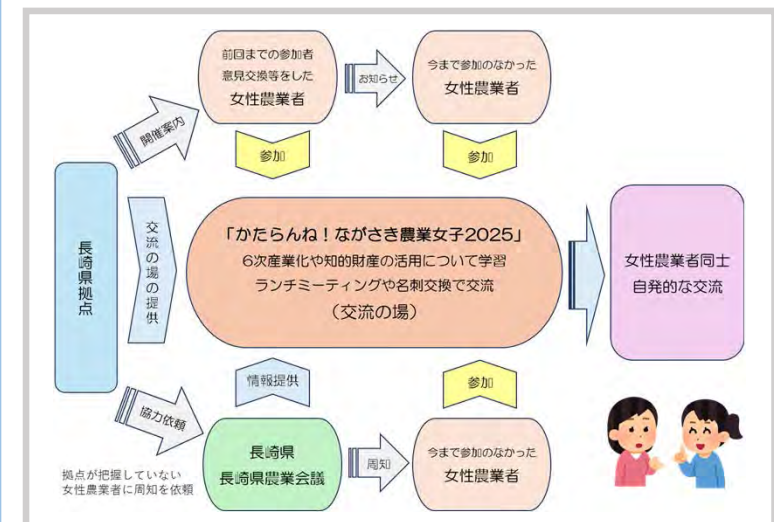 前回までの参加者
意見交換等をした
女性農業者
お知らせ
今まで参加のなかった
女性農業者
開催案内
参加
参加
長崎県拠点
交流の場の提供
「かたらんね！ながさき農業女子2025」
6次産業化や知的財産の活用について学習
ランチミーティングや名刺交換で交流
（交流の場）
女性農業者同士
自発的な交流
情報提供
参加
協力依頼
長崎県
長崎県農業会議
周知
今まで参加のなかった
女性農業者
拠点が把握していない
女性農業者に周知を依頼